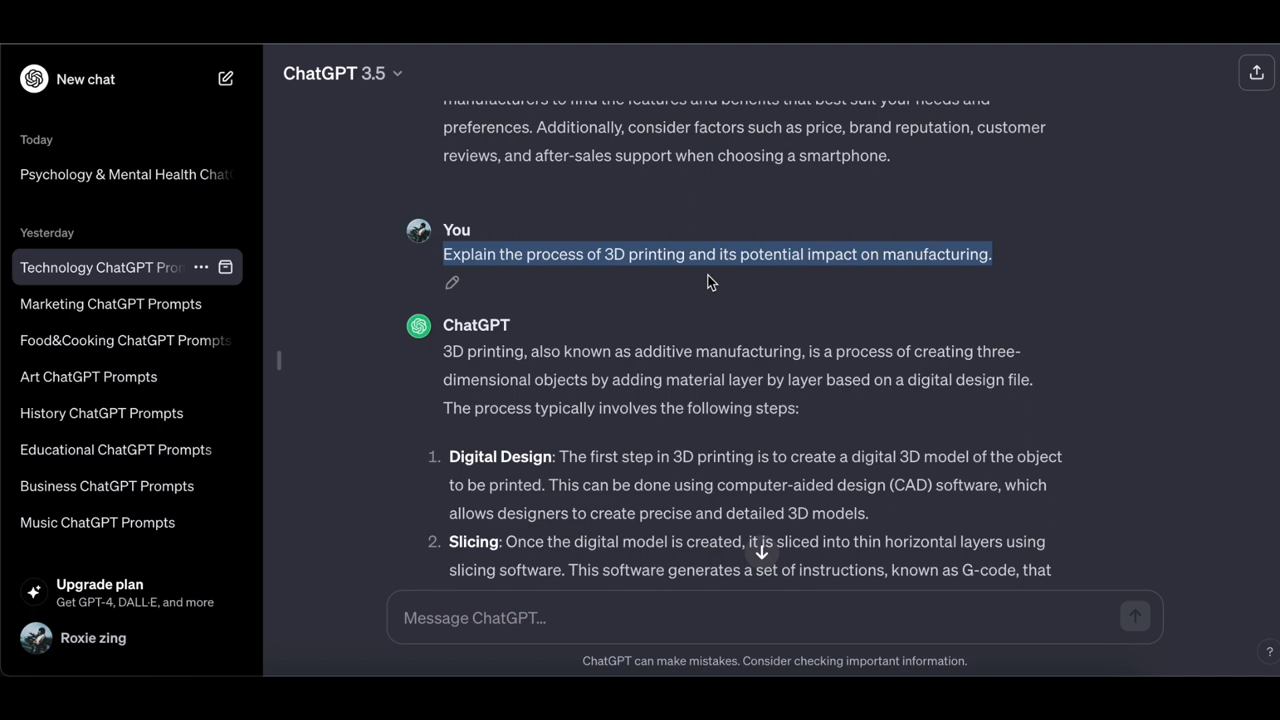 New chat
Today
Psychology & Mental Health Chat
Yesterday
Technology ChatGPT Pro
Marketing ChatGPT Prompts
Food&Cooking ChatGPT Prompts
Art ChatGPT Prompts
History ChatGPT Prompts
Educational ChatGPT Prompts
Business ChatGPT Prompts
Music ChatGPT Prompts
Upgrade plan
Get GPT-4, DALL·E, and more
Roxie zing
ChatGPT 3.5
manufacturers to find the features and benefits that best suit your needs and
preferences. Additionally, consider factors such as price, brand reputation, customer
reviews, and after-sales support when choosing a smartphone.
You
Explain the process of 3D printing and its potential impact on manufacturing.
ChatGPT
3D printing, also known as additive manufacturing, is a process of creating three-
dimensional objects by adding material layer by layer based on a digital design file.
The process typically involves the following steps:
1. Digital Design: The first step in 3D printing is to create a digital 3D model of the object
to be printed. This can be done using computer-aided design (CAD) software, which
allows designers to create precise and detailed 3D models.
2. Slicing: Once the digital model is created, it is sliced into thin horizontal layers using
slicing software. This software generates a set of instructions, known as G-code, that
Message ChatGPT...
ChatGPT can make mistakes. Consider checking important information.
?